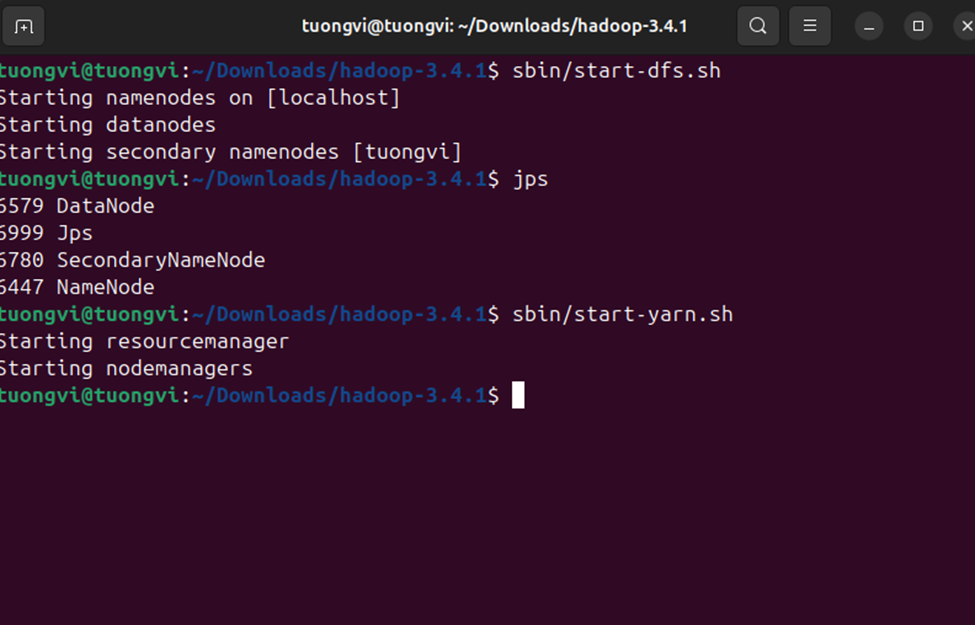 tuongvi@tuongvi: ~/Downloads/hadoop-3.4.1
tuongvi@tuongvi:~/Downloads/hadoop-3.4.1$ sbin/start-dfs.sh
Starting namenodes on [localhost]
Starting datanodes
Starting secondary namenodes [tuongvi]
tuongvi@tuongvi:~/Downloads/hadoop-3.4.1$ jps
6579 DataNode
6999 Jps
6780 SecondaryNameNode
6447 NameNode
tuongvi@tuongvi:~/Downloads/hadoop-3.4.1$ sbin/start-yarn.sh
Starting resourcemanager
Starting nodemanagers
tuongvi@tuongvi:~/Downloads/hadoop-3.4.1$